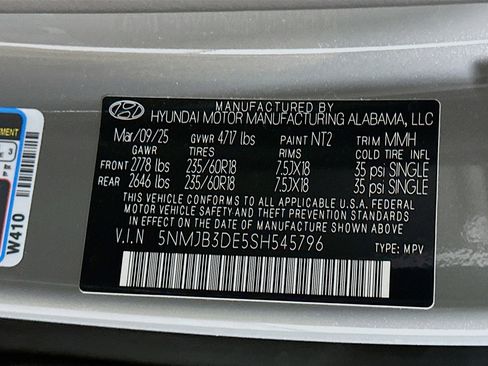 MANUFACTURED BY
HYUNDAI MOTOR MANUFACTURING ALABAMA, LLC
Mar/09/25 GVWR 4717 lbs PAINT NT2 TRIM MMH
GAWR TIRES RIMS COLD TIRE INFL
FRONT 2778 lbs 235/60R18 7.5JX18 35 psi SINGLE
REAR 2646 lbs 235/60R18 7.5JX18 35 psi SINGLE
THIS VEHICLE CONFORMS TO ALL APPLICABLE U.S.A. FEDERAL
MOTOR VEHICLE SAFETY AND THEFT PREVENTION STANDARDS
IN EFFECT ON THE DATE OF MANUFACTURE SHOWN ABOVE.
V.I.N 5NMJB3DE5SH545796 TYPE: MPV
W410